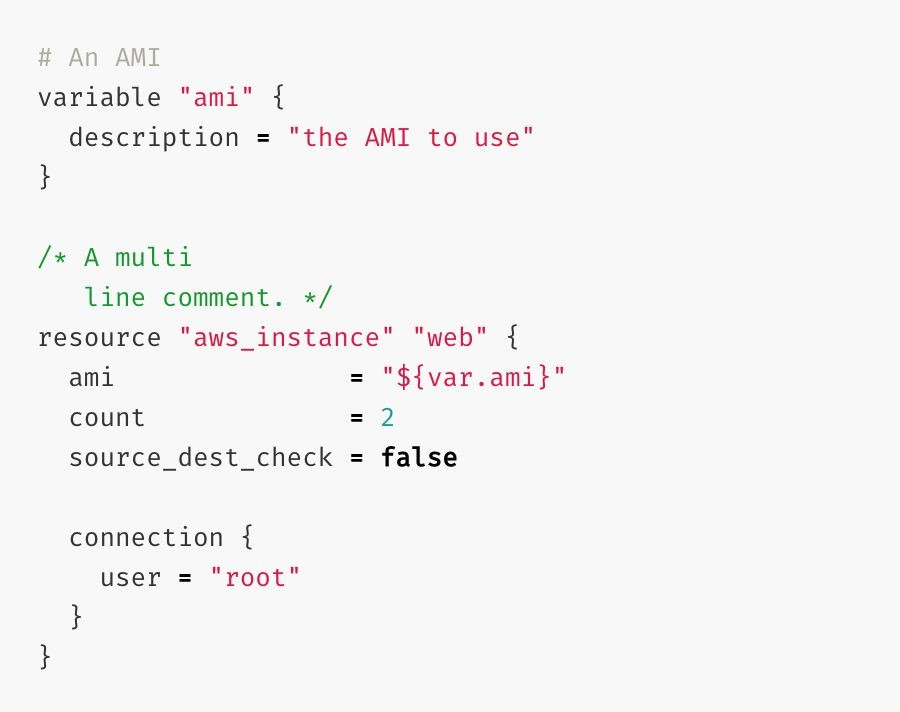 # An AMI
variable "ami" {
  description = "the AMI to use"
}

/* A multi
   line comment. */
resource "aws_instance" "web" {
  ami               = "${var.ami}"
  count             = 2
  source_dest_check = false

  connection {
    user = "root"
  }
}